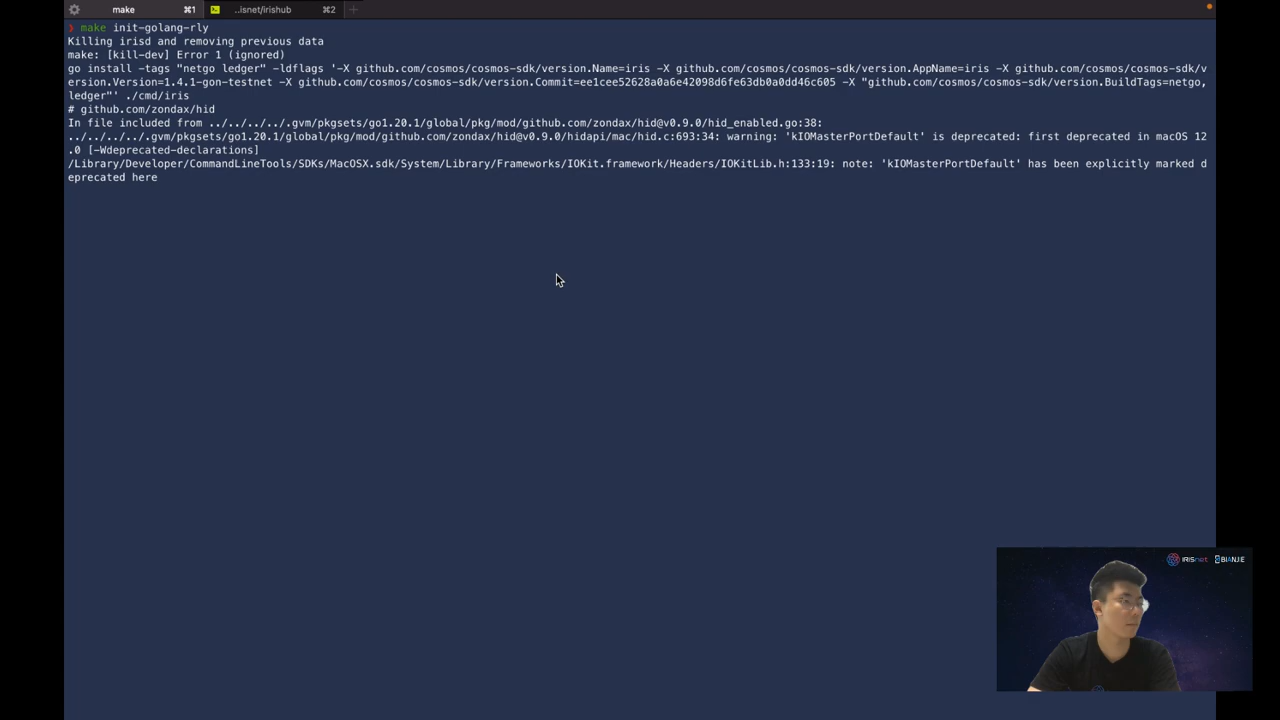 make ⌘1 ..isnet/irishub ⌘2 +
❯ make init-golang-rly
Killing irisd and removing previous data
make: [kill-dev] Error 1 (ignored)
go install -tags "netgo ledger" -ldflags '-X github.com/cosmos/cosmos-sdk/version.Name=iris -X github.com/cosmos/cosmos-sdk/version.AppName=iris -X github.com/cosmos/cosmos-sdk/v
ersion.Version=1.4.1-gon-testnet -X github.com/cosmos/cosmos-sdk/version.Commit=ee1cee52628a0a6e42098d6fe63db0a0dd46c605 -X "github.com/cosmos/cosmos-sdk/version.BuildTags=netgo,
ledger"' ./cmd/iris
# github.com/zondax/hid
In file included from ../../../../.gvm/pkgsets/go1.20.1/global/pkg/mod/github.com/zondax/hid@v0.9.0/hid_enabled.go:38:
../../../../.gvm/pkgsets/go1.20.1/global/pkg/mod/github.com/zondax/hid@v0.9.0/hidapi/mac/hid.c:693:34: warning: 'kIOMasterPortDefault' is deprecated: first deprecated in macOS 12
.0 [-Wdeprecated-declarations]
/Library/Developer/CommandLineTools/SDKs/MacOSX.sdk/System/Library/Frameworks/IOKit.framework/Headers/IOKitLib.h:133:19: note: 'kIOMasterPortDefault' has been explicitly marked d
eprecated here
IRISnet BIANJIE